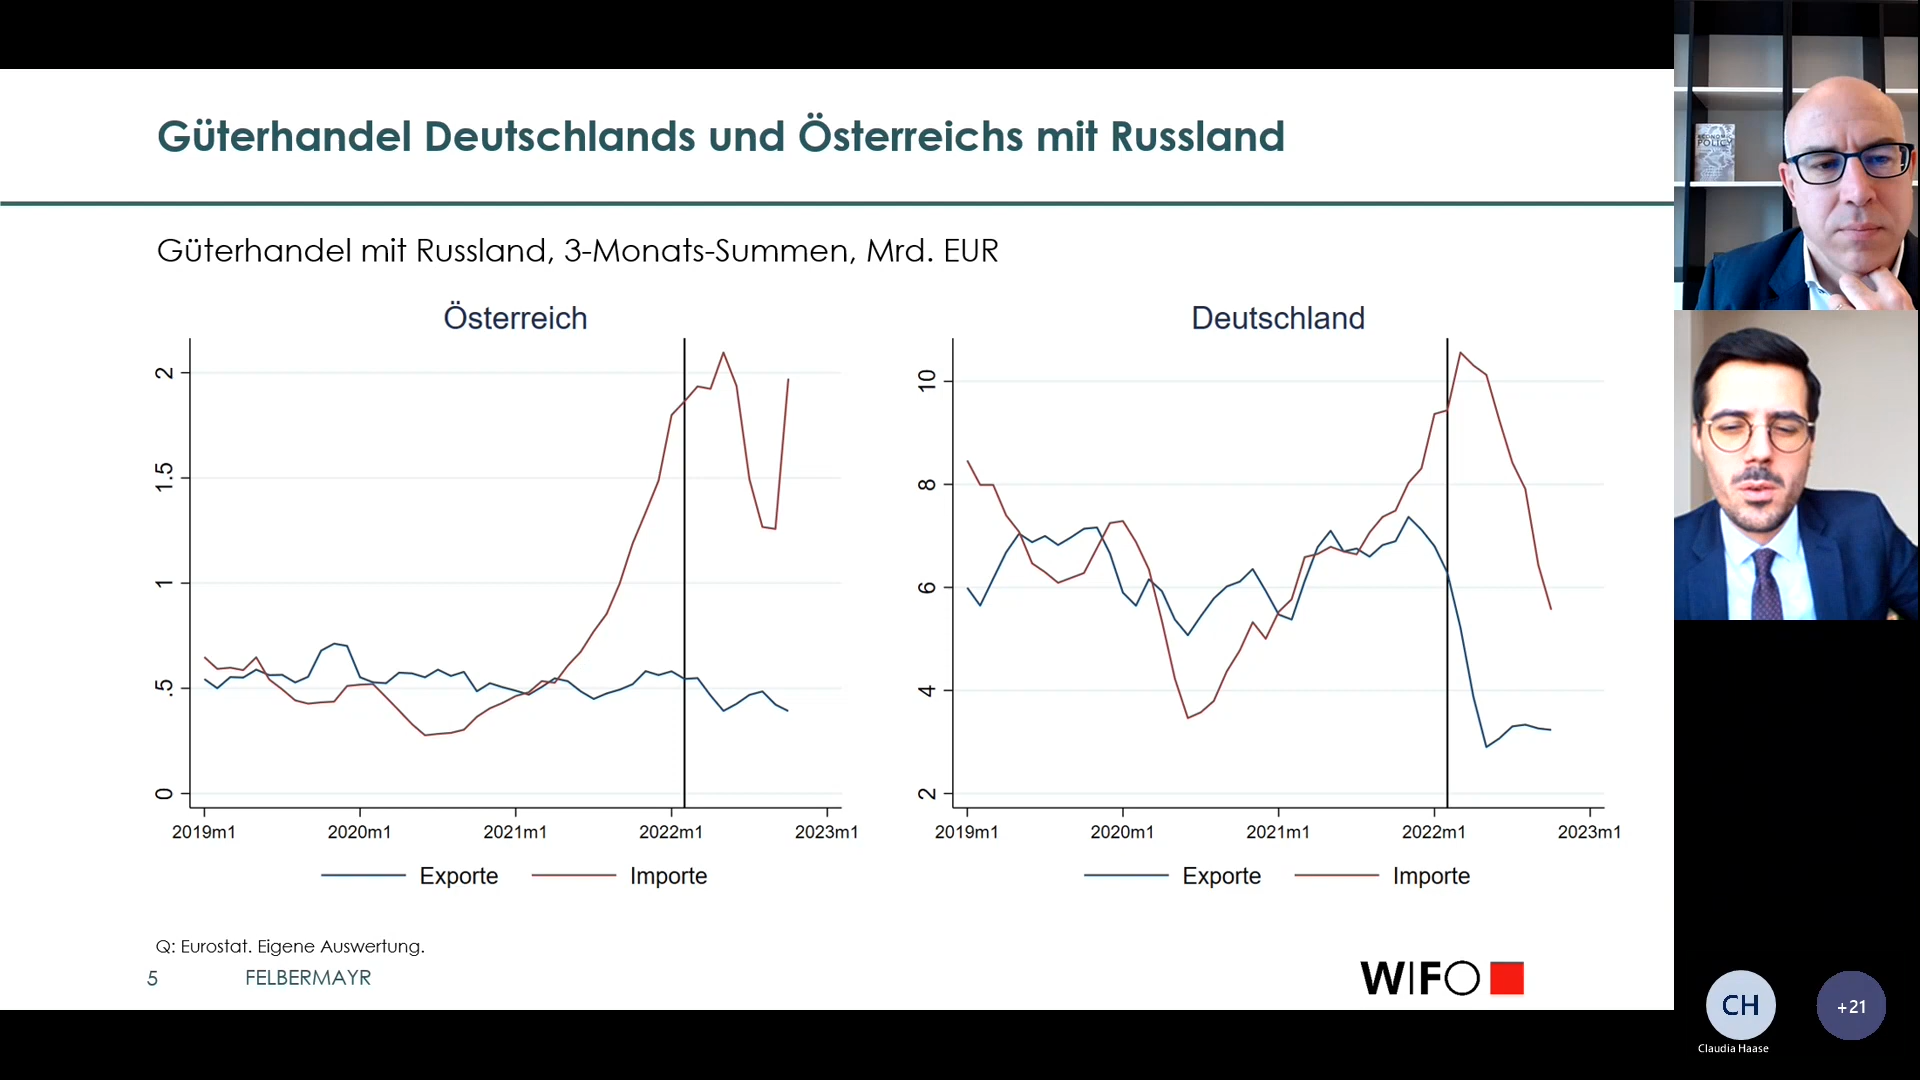 Güterhandel Deutschlands und Österreichs mit Russland
Güterhandel mit Russland, 3-Monats-Summen, Mrd. EUR
Österreich
2
1.5
1
.5
0
2019m1 2020m1 2021m1 2022m1 2023m1
Exporte Importe
Deutschland
10
8
6
4
2
2019m1 2020m1 2021m1 2022m1 2023m1
Exporte Importe
Q: Eurostat. Eigene Auswertung.
5 FELBERMAYR
WIFO
ECONOMIC
POLICY
CH
Claudia Haase
+21